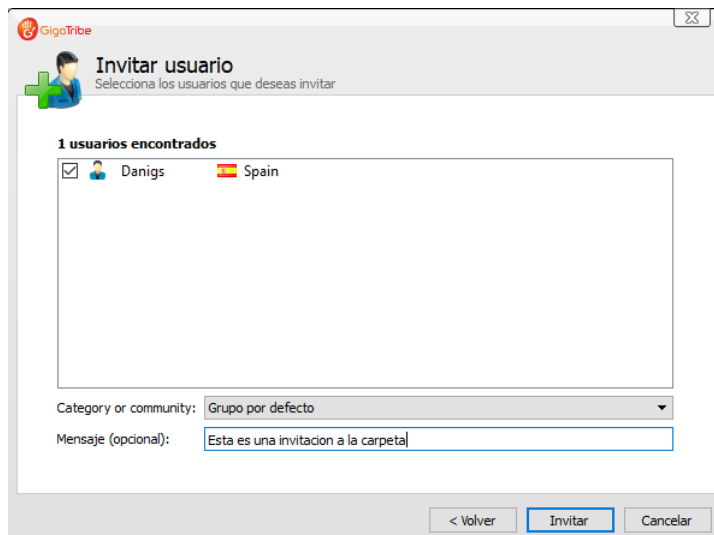 GigaTribe
Invitar usuario
Selecciona los usuarios que deseas invitar
1 usuarios encontrados
Danigs Spain
Category or community: Grupo por defecto
Mensaje (opcional): Esta es una invitacion a la carpeta
< Volver Invitar Cancelar